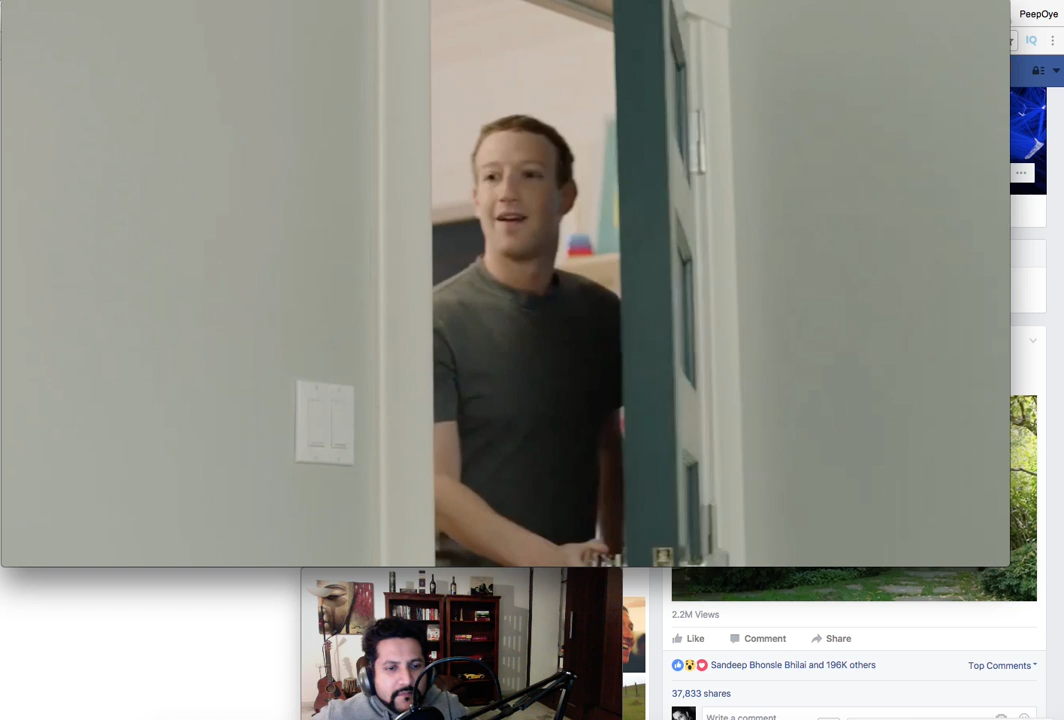 PeepOye
IQ
2.2M Views
Like Comment Share
Sandeep Bhonsle Bhilai and 196K others
Top Comments
37,833 shares
Write a comment...